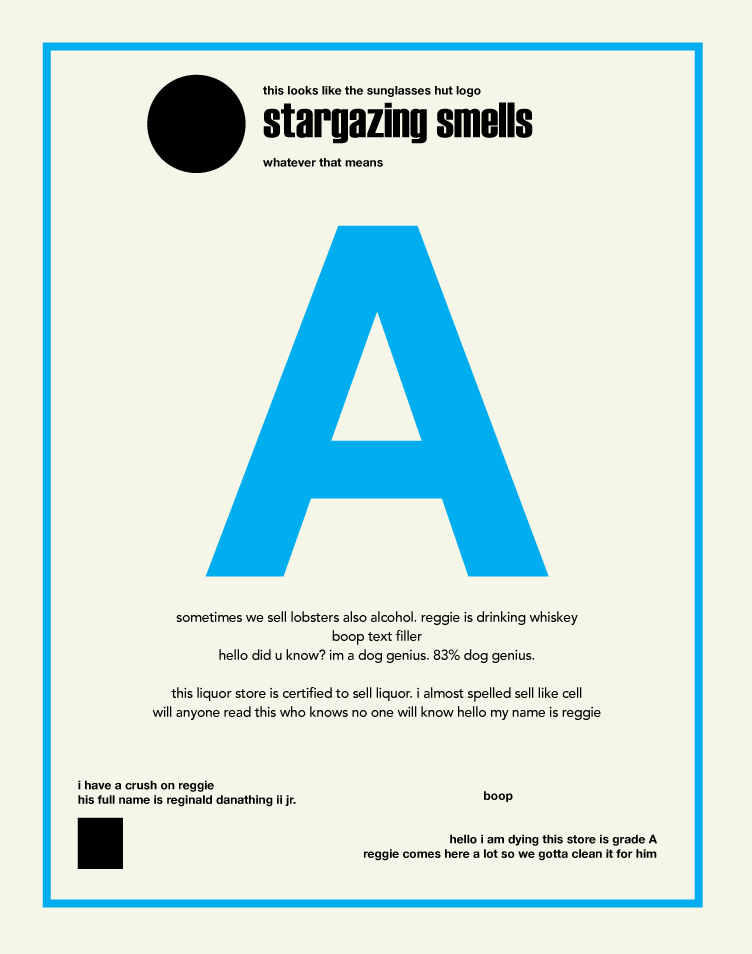 this looks like the sunglasses hut logo
stargazing smells
whatever that means
A
sometimes we sell lobsters also alcohol. reggie is drinking whiskey
boop text filler
hello did u know? im a dog genius. 83% dog genius.
this liquor store is certified to sell liquor. i almost spelled sell like cell
will anyone read this who knows no one will know hello my name is reggie
i have a crush on reggie
his full name is reginald danathing ii jr.
boop
hello i am dying this store is grade A
reggie comes here a lot so we gotta clean it for him